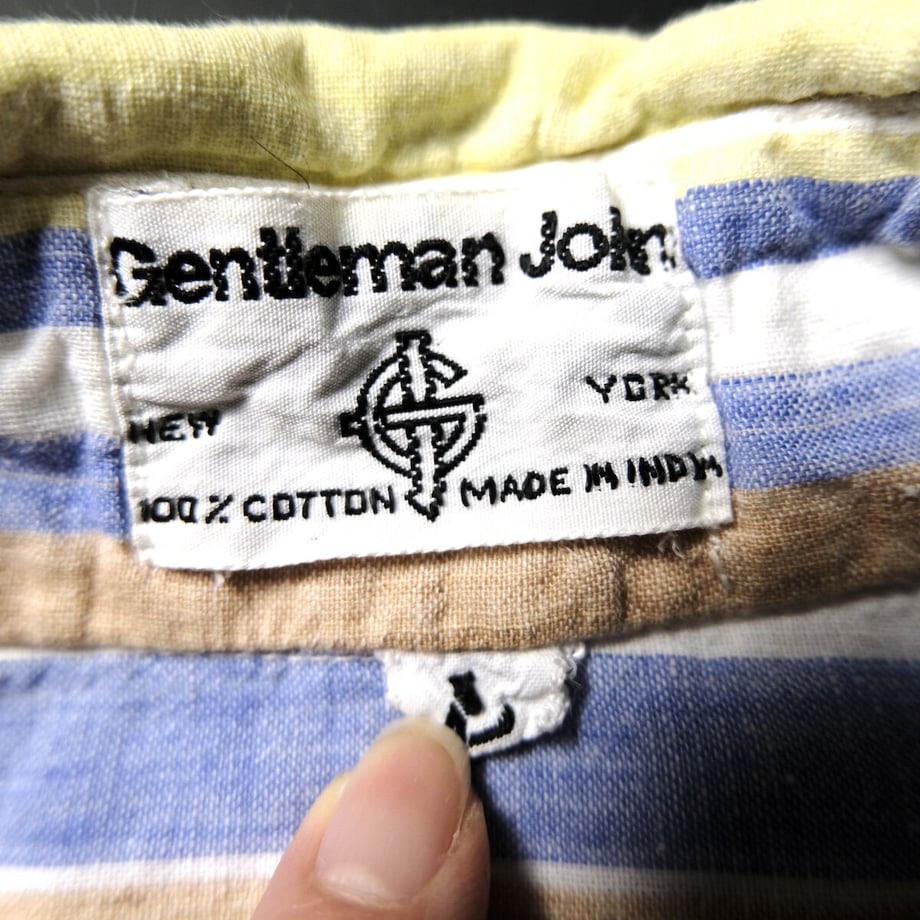 Gentleman John
NEW YORK
100% COTTON MADE IN INDIA
L